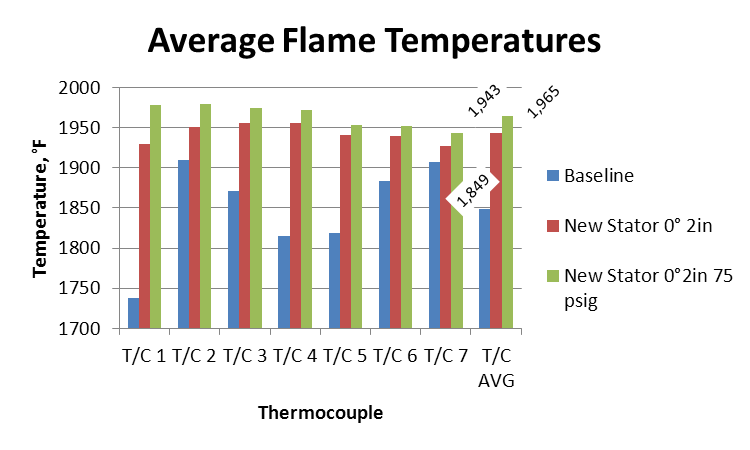 Average Flame Temperatures
2000
1950
1900
1850
1800
1750
1700
Temperature, °F
1,943
1,965
1,849
T/C 1 T/C 2 T/C 3 T/C 4 T/C 5 T/C 6 T/C 7 T/C
AVG
Thermocouple
Baseline
New Stator 0° 2in
New Stator 0°2in 75
psig